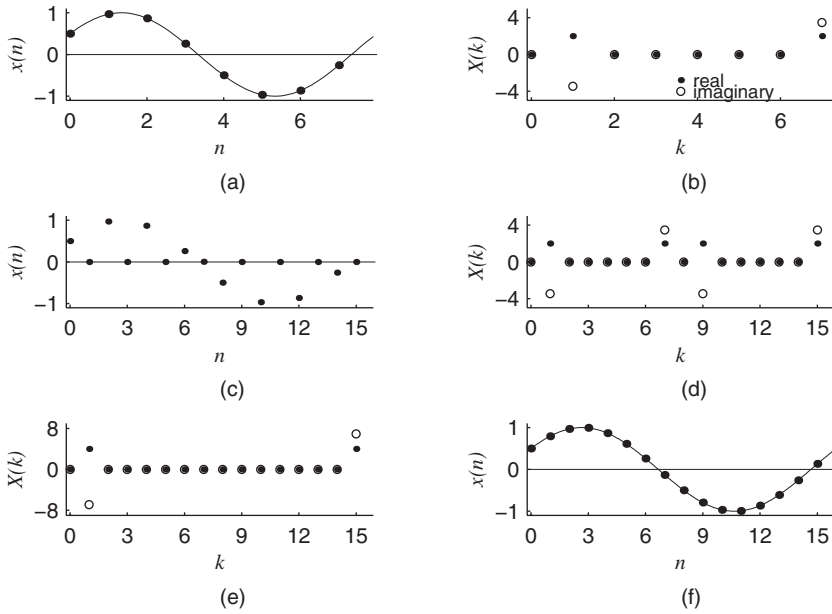 1
0
−1
x(n)
0 2 4 6
n
(a)
4
0
−4
X(k)
real
imaginary
0 2 4 6
k
(b)
1
0
−1
x(n)
0 3 6 9 12 15
n
(c)
4
0
−4
X(k)
0 3 6 9 12 15
k
(d)
8
0
−8
X(k)
0 3 6 9 12 15
k
(e)
1
0
−1
x(n)
0 3 6 9 12 15
n
(f)